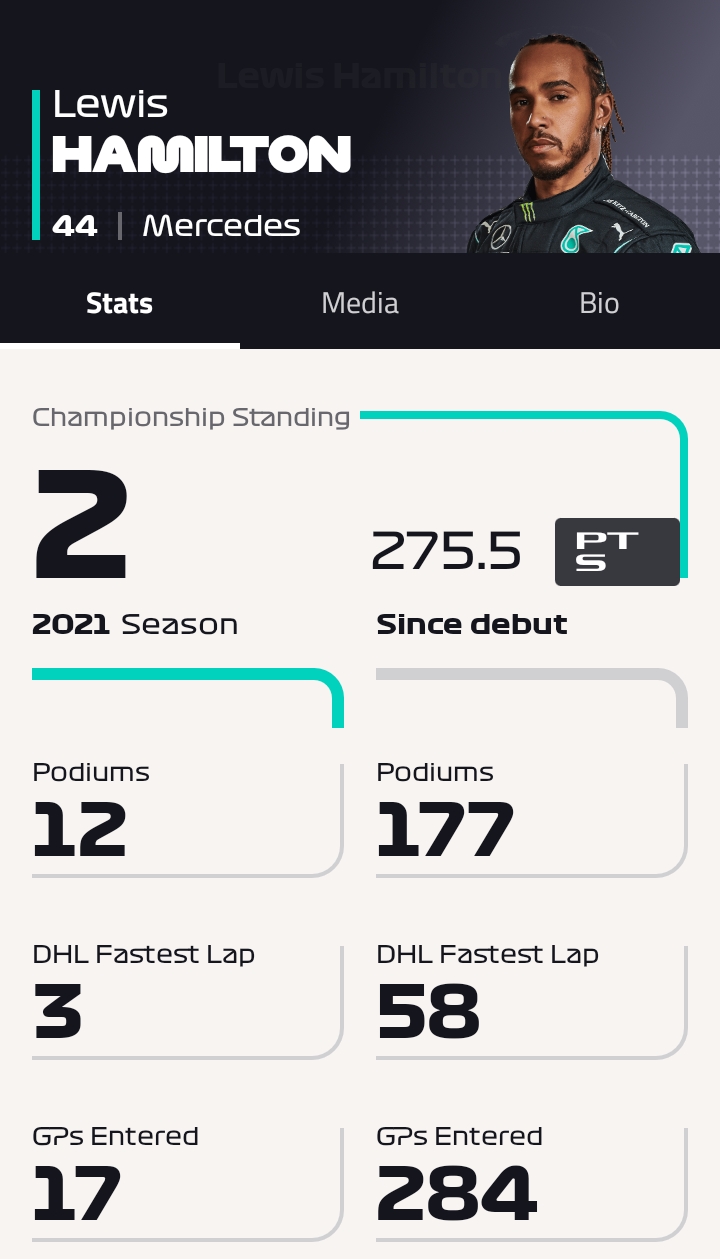 Lewis Hamilton
Lewis
HAMILTON
44 | Mercedes
Stats Media Bio
Championship Standing
2
275.5 PT
S
2021 Season Since debut
Podiums Podiums
12 177
DHL Fastest Lap DHL Fastest Lap
3 58
GPs Entered GPs Entered
17 284